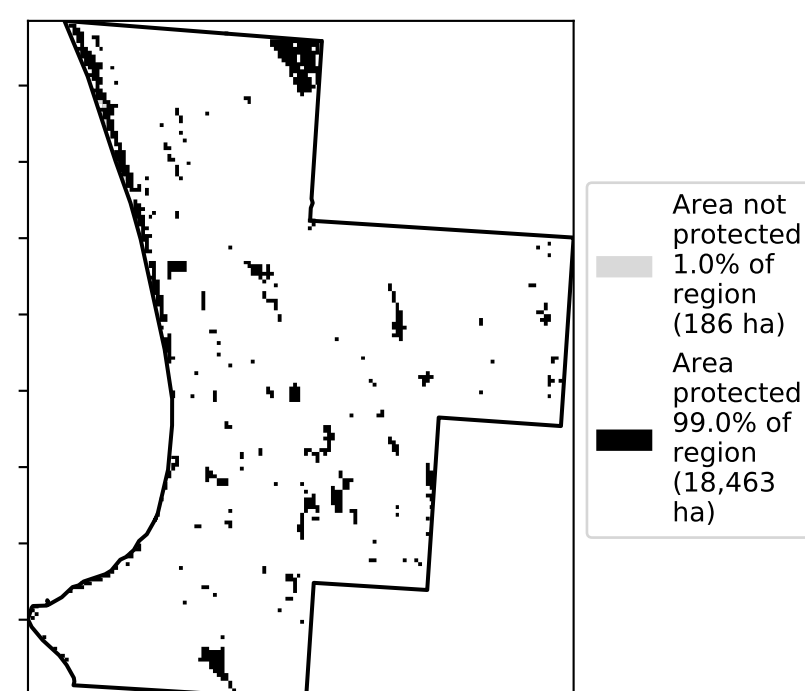 Area not
protected
1.0% of
region
(186 ha)
Area
protected
99.0% of
region
(18,463
ha)